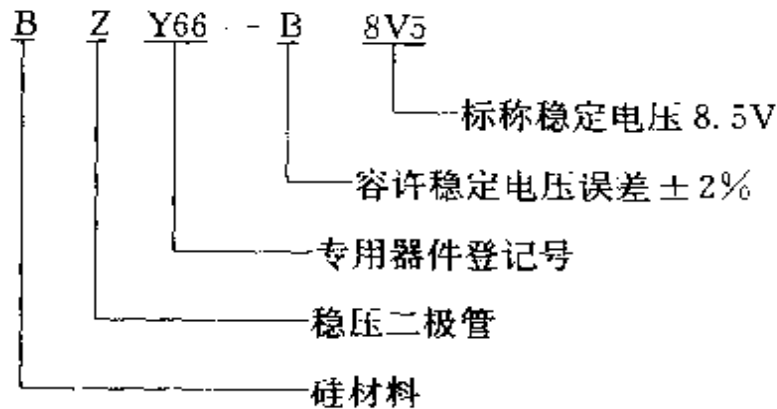 B Z Y66 - B 8V5
标称稳定电压 8.5V
容许稳定电压误差 ±2%
专用器件登记号
稳压二极管
硅材料